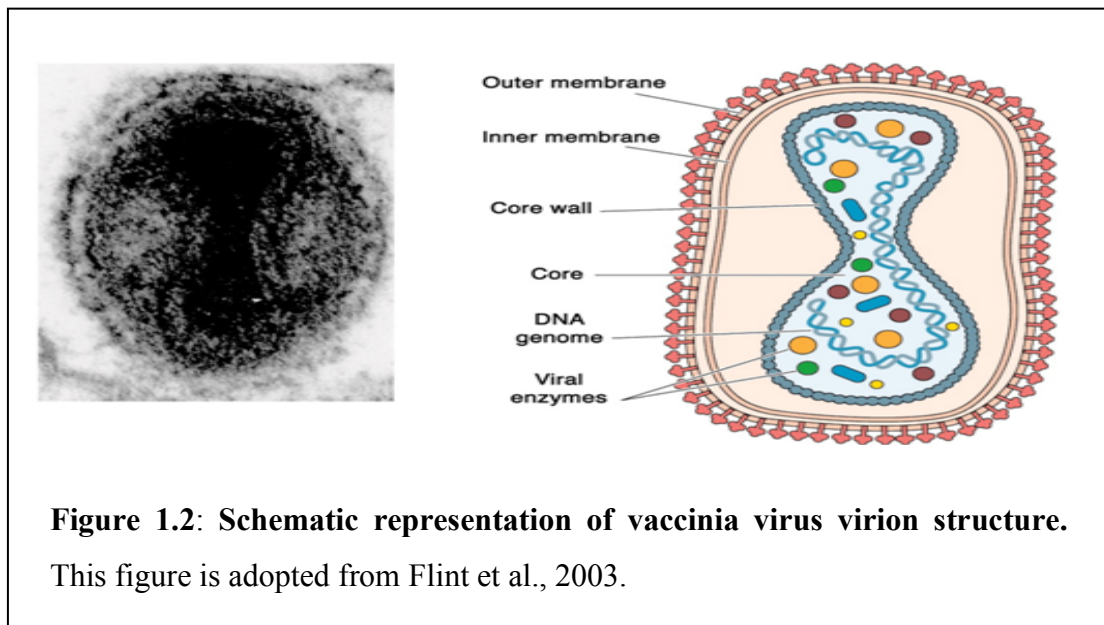 Outer membrane
Inner membrane
Core wall
Core
DNA
genome
Viral
enzymes
Figure 1.2: Schematic representation of vaccinia virus virion structure.
This figure is adopted from Flint et al., 2003.